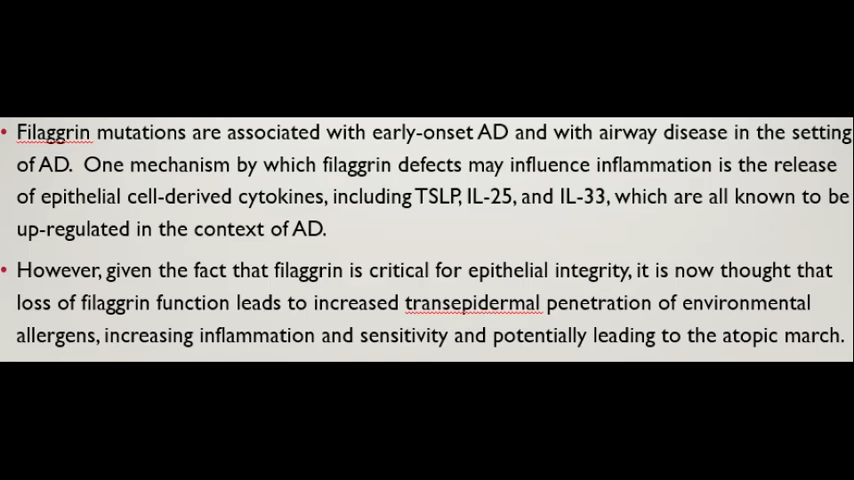 • Filaggrin mutations are associated with early-onset AD and with airway disease in the setting
of AD. One mechanism by which filaggrin defects may influence inflammation is the release
of epithelial cell-derived cytokines, including TSLP, IL-25, and IL-33, which are all known to be
up-regulated in the context of AD.
• However, given the fact that filaggrin is critical for epithelial integrity, it is now thought that
loss of filaggrin function leads to increased transepidermal penetration of environmental
allergens, increasing inflammation and sensitivity and potentially leading to the atopic march.